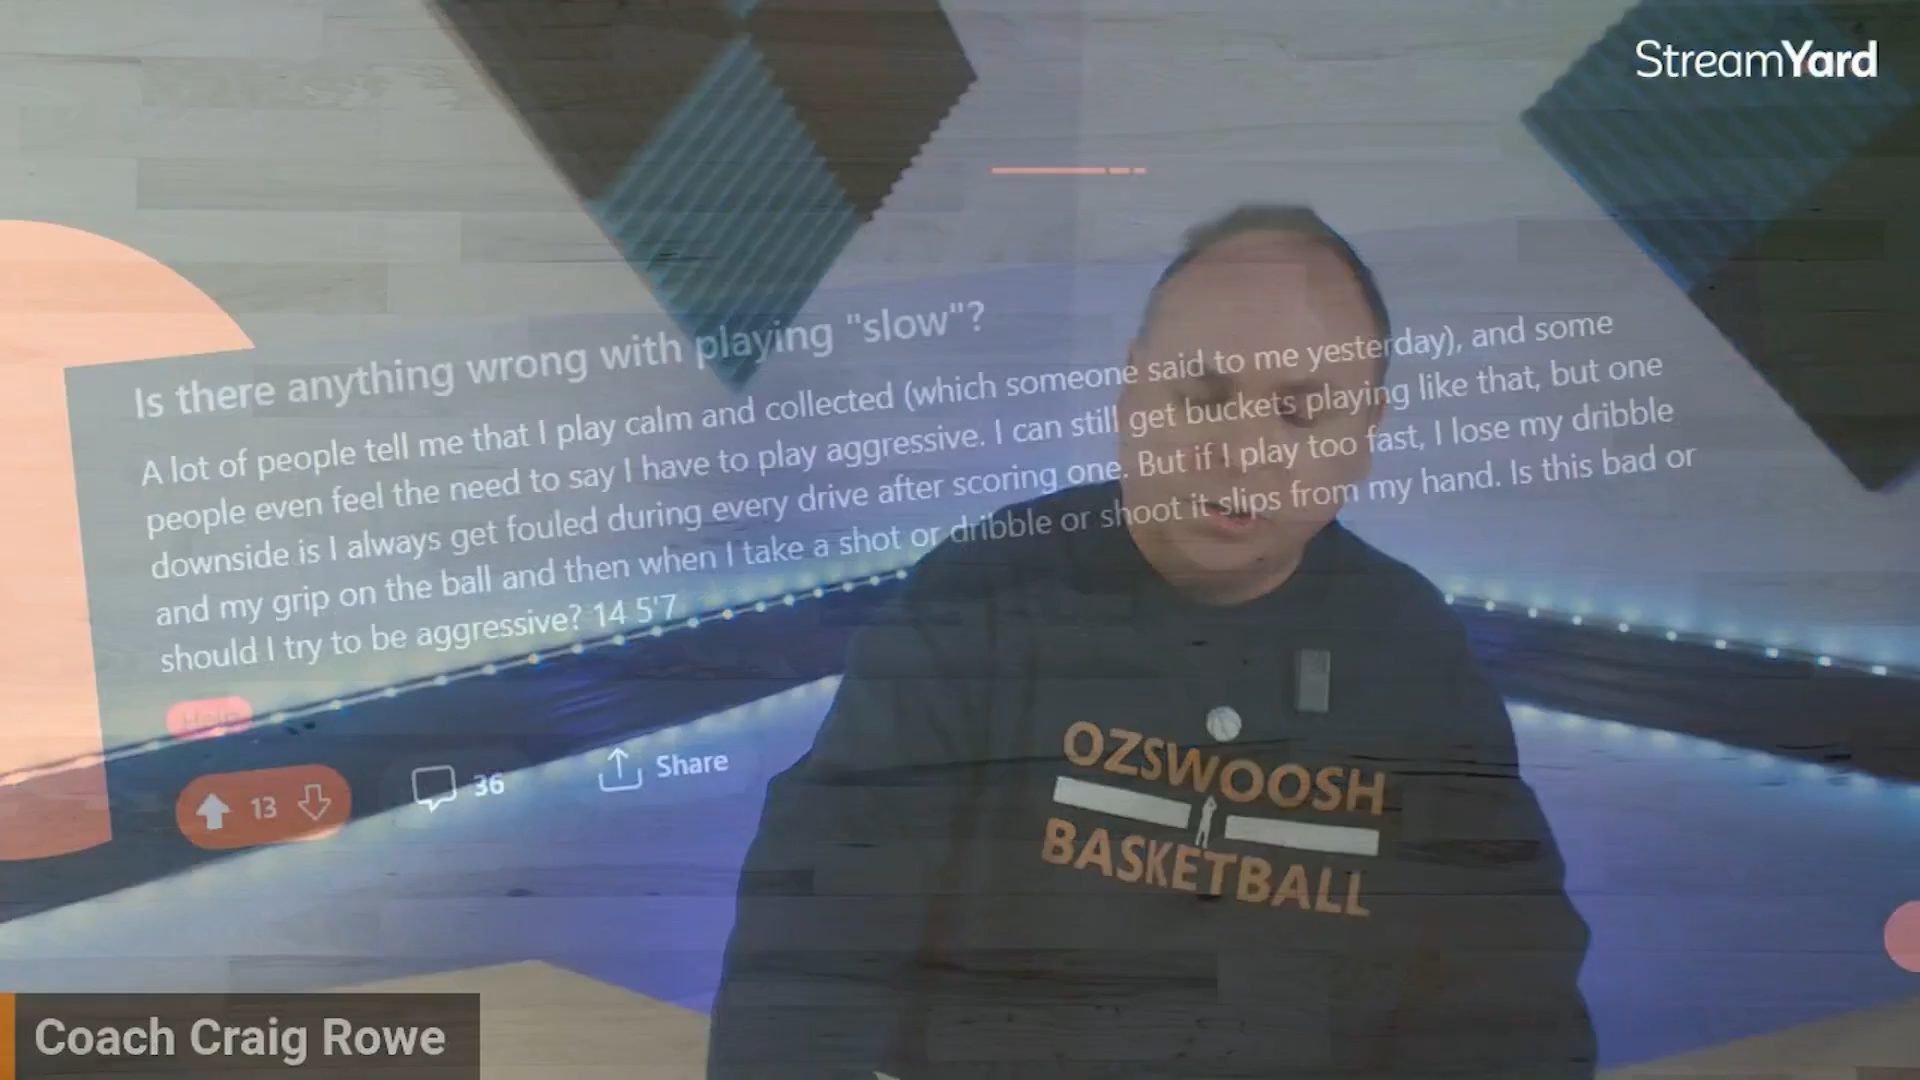 StreamYard
Is there anything wrong with playing "slow"?
A lot of people tell me that I play calm and collected (which someone said to me yesterday), and some
people even feel the need to say I have to play aggressive. I can still get buckets playing like that, but one
downside is I always get fouled during every drive after scoring one. But if I play too fast, I lose my dribble
and my grip on the ball and then when I take a shot or dribble or shoot it slips from my hand. Is this bad or
should I try to be aggressive? 14 5'7
Help
13
36
Share
OZSWOOSH
BASKETBALL
Coach Craig Rowe